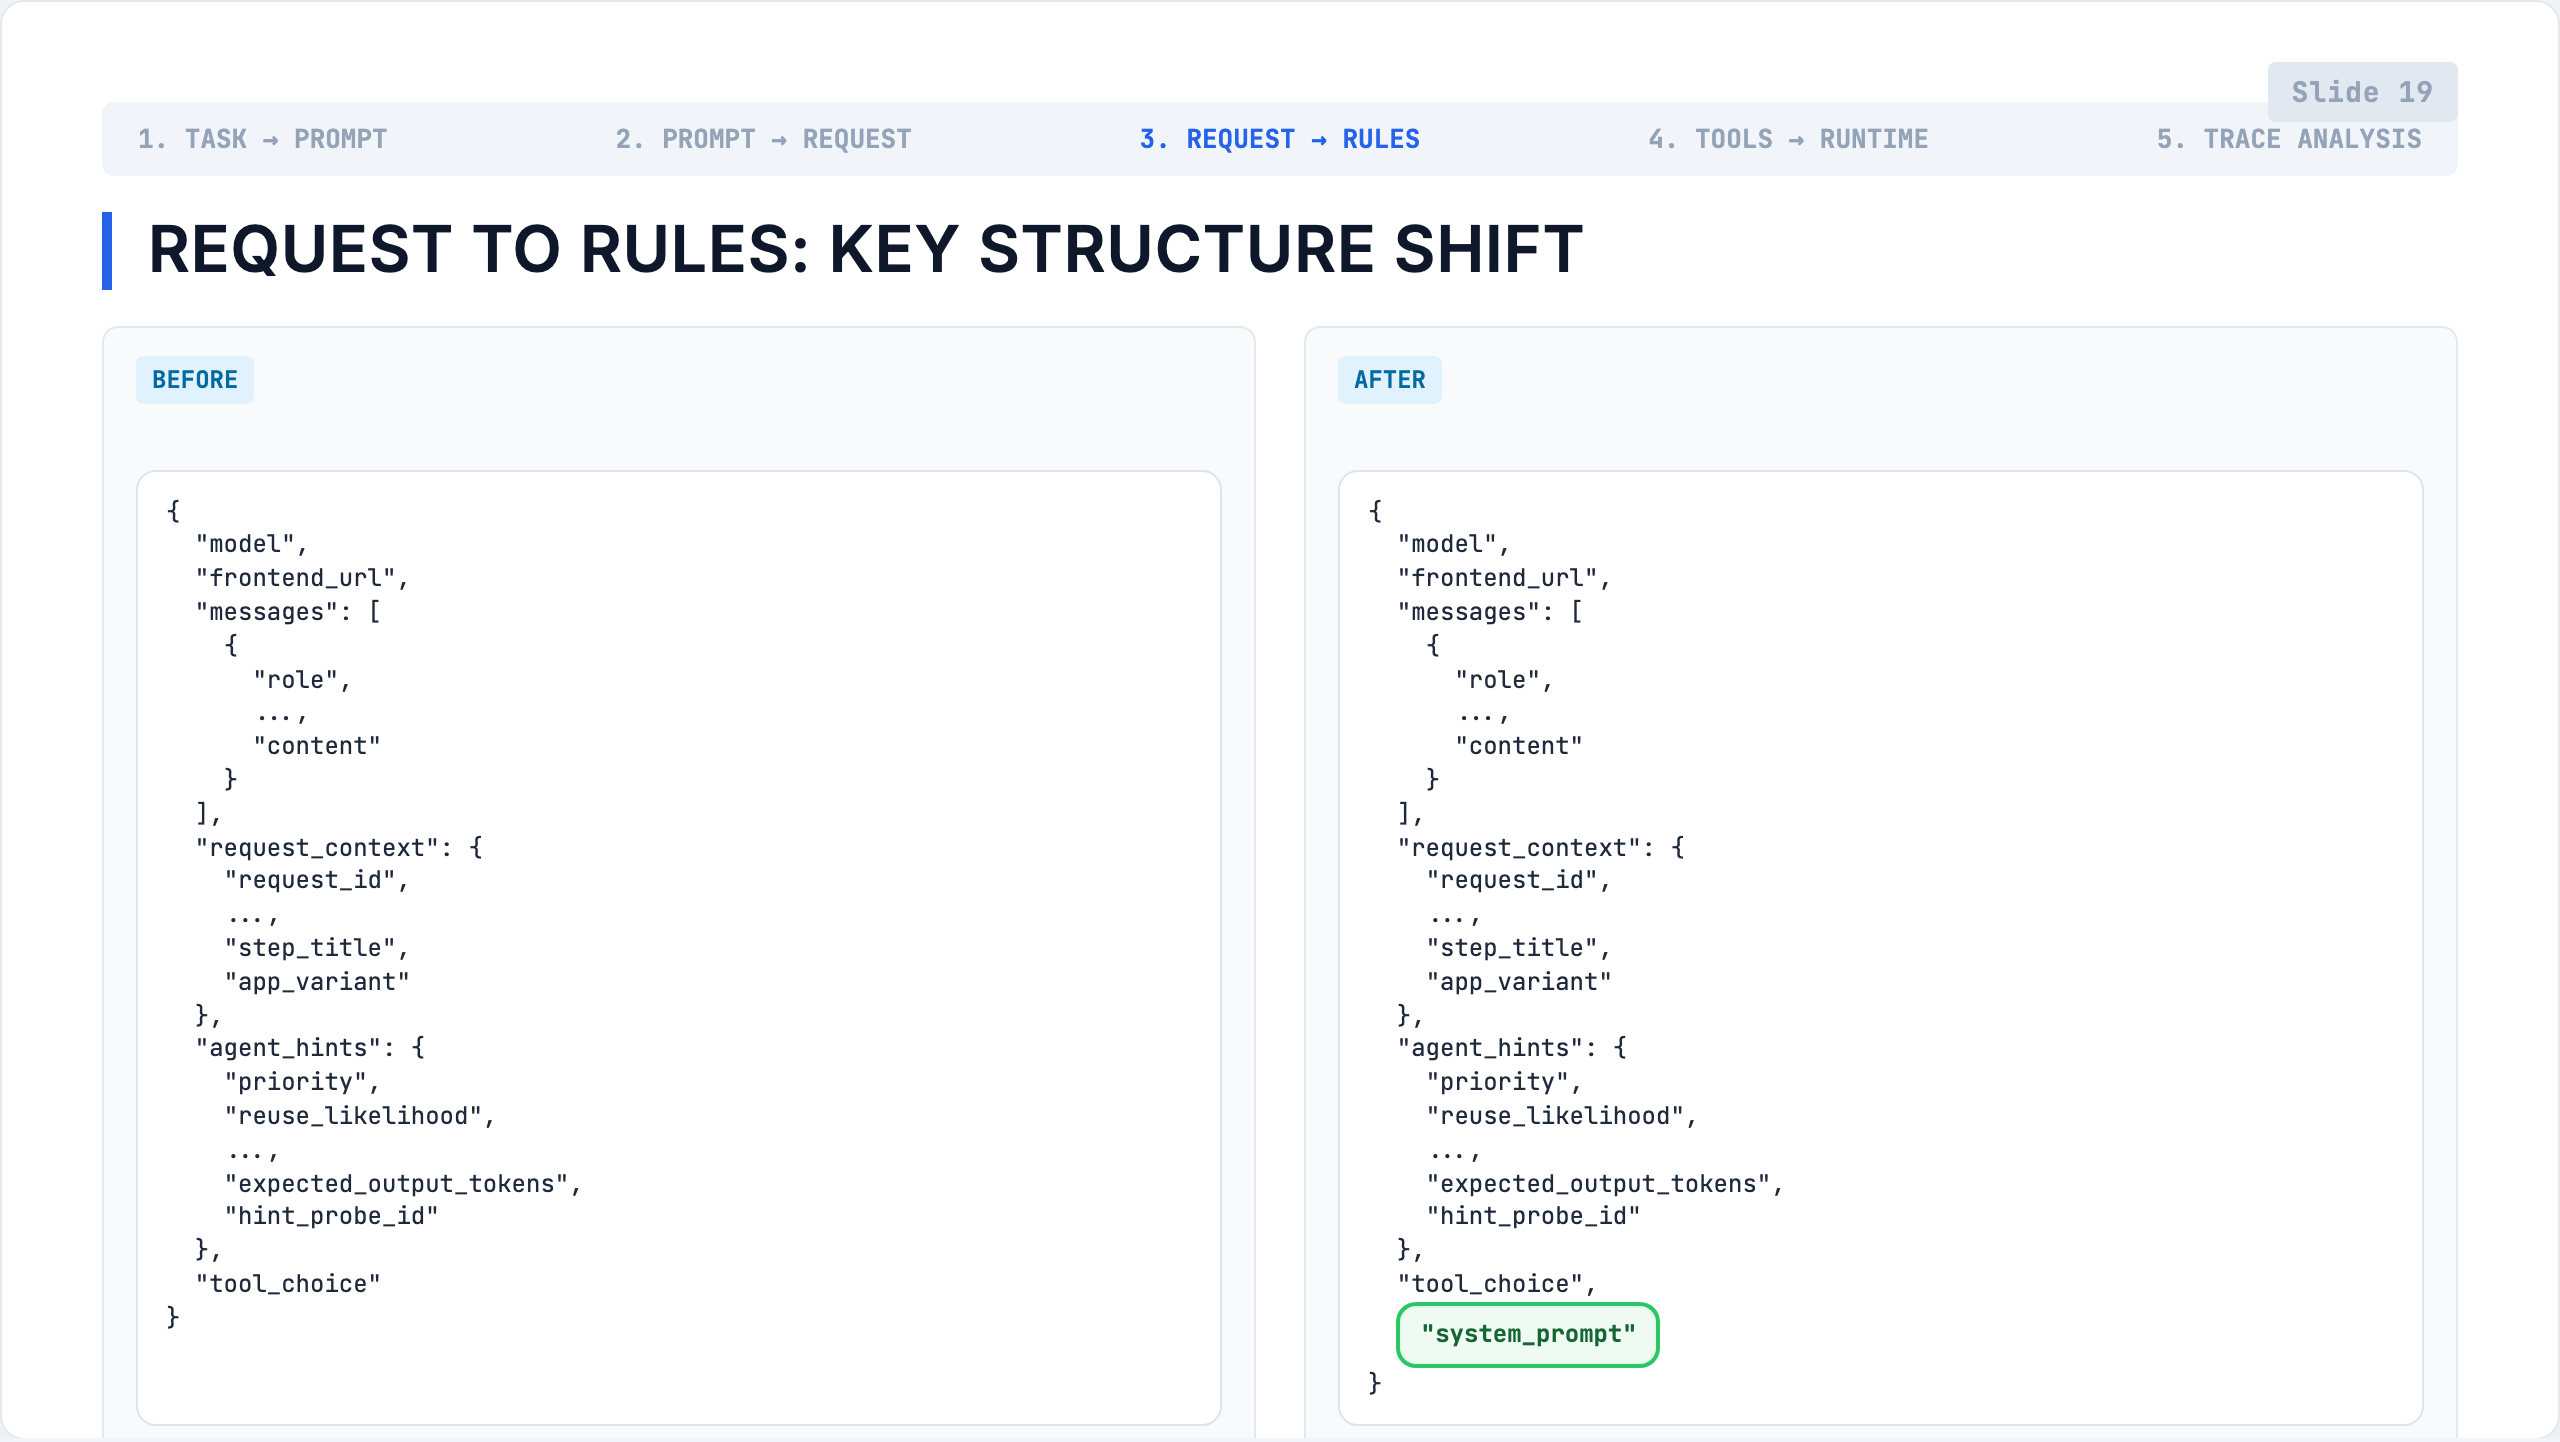 Slide 19
1. TASK → PROMPT
2. PROMPT → REQUEST
3. REQUEST → RULES
4. TOOLS → RUNTIME
5. TRACE ANALYSIS
REQUEST TO RULES: KEY STRUCTURE SHIFT
BEFORE
{
  "model",
  "frontend_url",
  "messages": [
    {
      "role",
      ...,
      "content"
    }
  ],
  "request_context": {
    "request_id",
    ...,
    "step_title",
    "app_variant"
  },
  "agent_hints": {
    "priority",
    "reuse_likelihood",
    ...,
    "expected_output_tokens",
    "hint_probe_id"
  },
  "tool_choice"
}
AFTER
{
  "model",
  "frontend_url",
  "messages": [
    {
      "role",
      ...,
      "content"
    }
  ],
  "request_context": {
    "request_id",
    ...,
    "step_title",
    "app_variant"
  },
  "agent_hints": {
    "priority",
    "reuse_likelihood",
    ...,
    "expected_output_tokens",
    "hint_probe_id"
  },
  "tool_choice",
  "system_prompt"
}